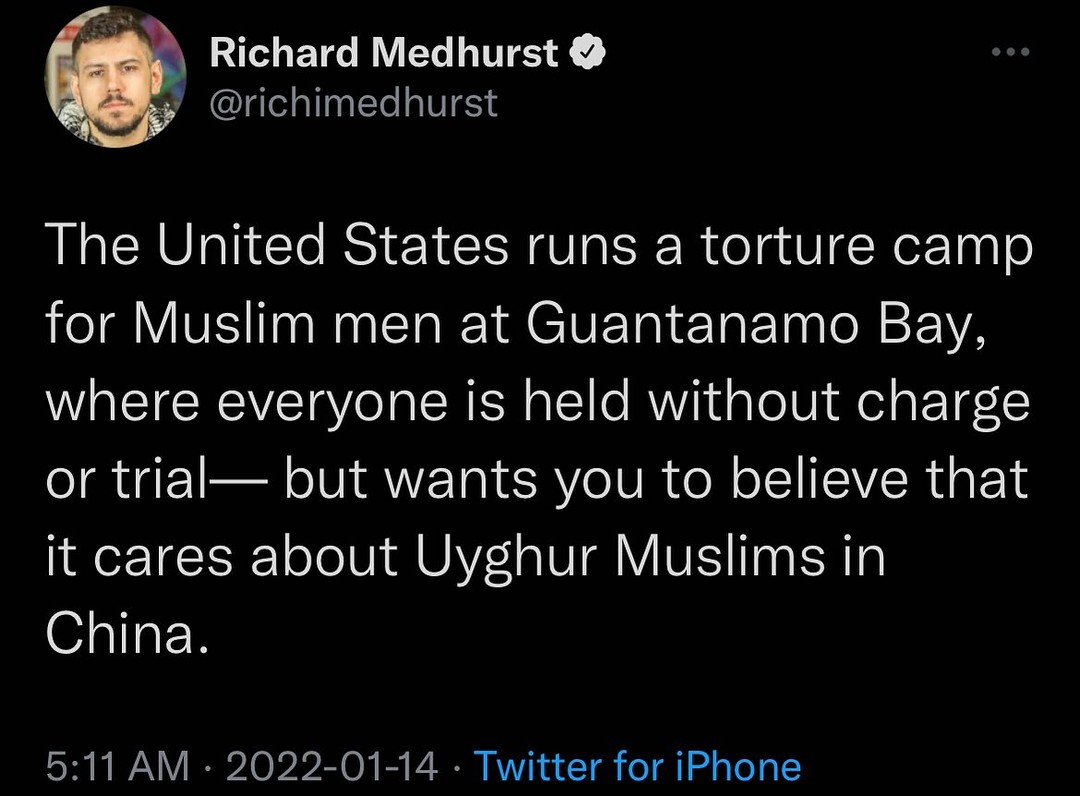 Richard Medhurst
@richimedhurst
The United States runs a torture camp
for Muslim men at Guantanamo Bay,
where everyone is held without charge
or trial— but wants you to believe that
it cares about Uyghur Muslims in
China.
5:11 AM · 2022-01-14 · Twitter for iPhone